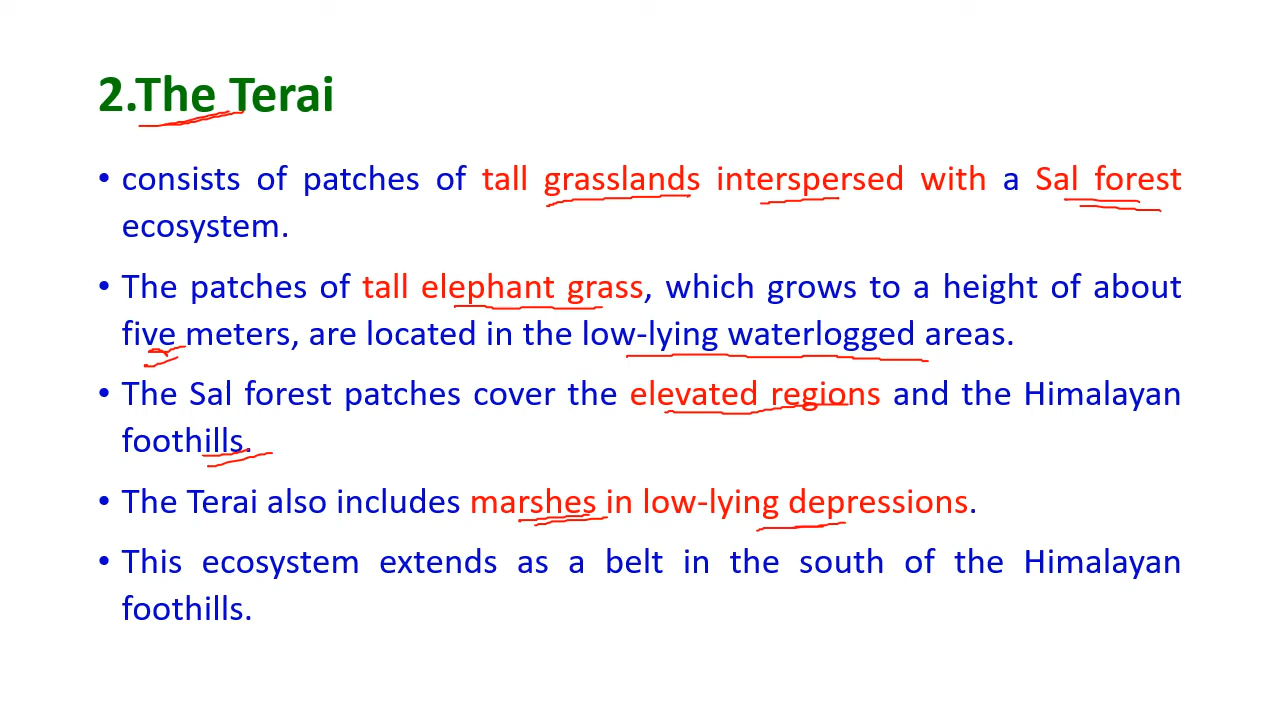 2.The Terai
• consists of patches of tall grasslands interspersed with a Sal forest
ecosystem.
• The patches of tall elephant grass, which grows to a height of about
five meters, are located in the low-lying waterlogged areas.
• The Sal forest patches cover the elevated regions and the Himalayan
foothills.
• The Terai also includes marshes in low-lying depressions.
• This ecosystem extends as a belt in the south of the Himalayan
foothills.